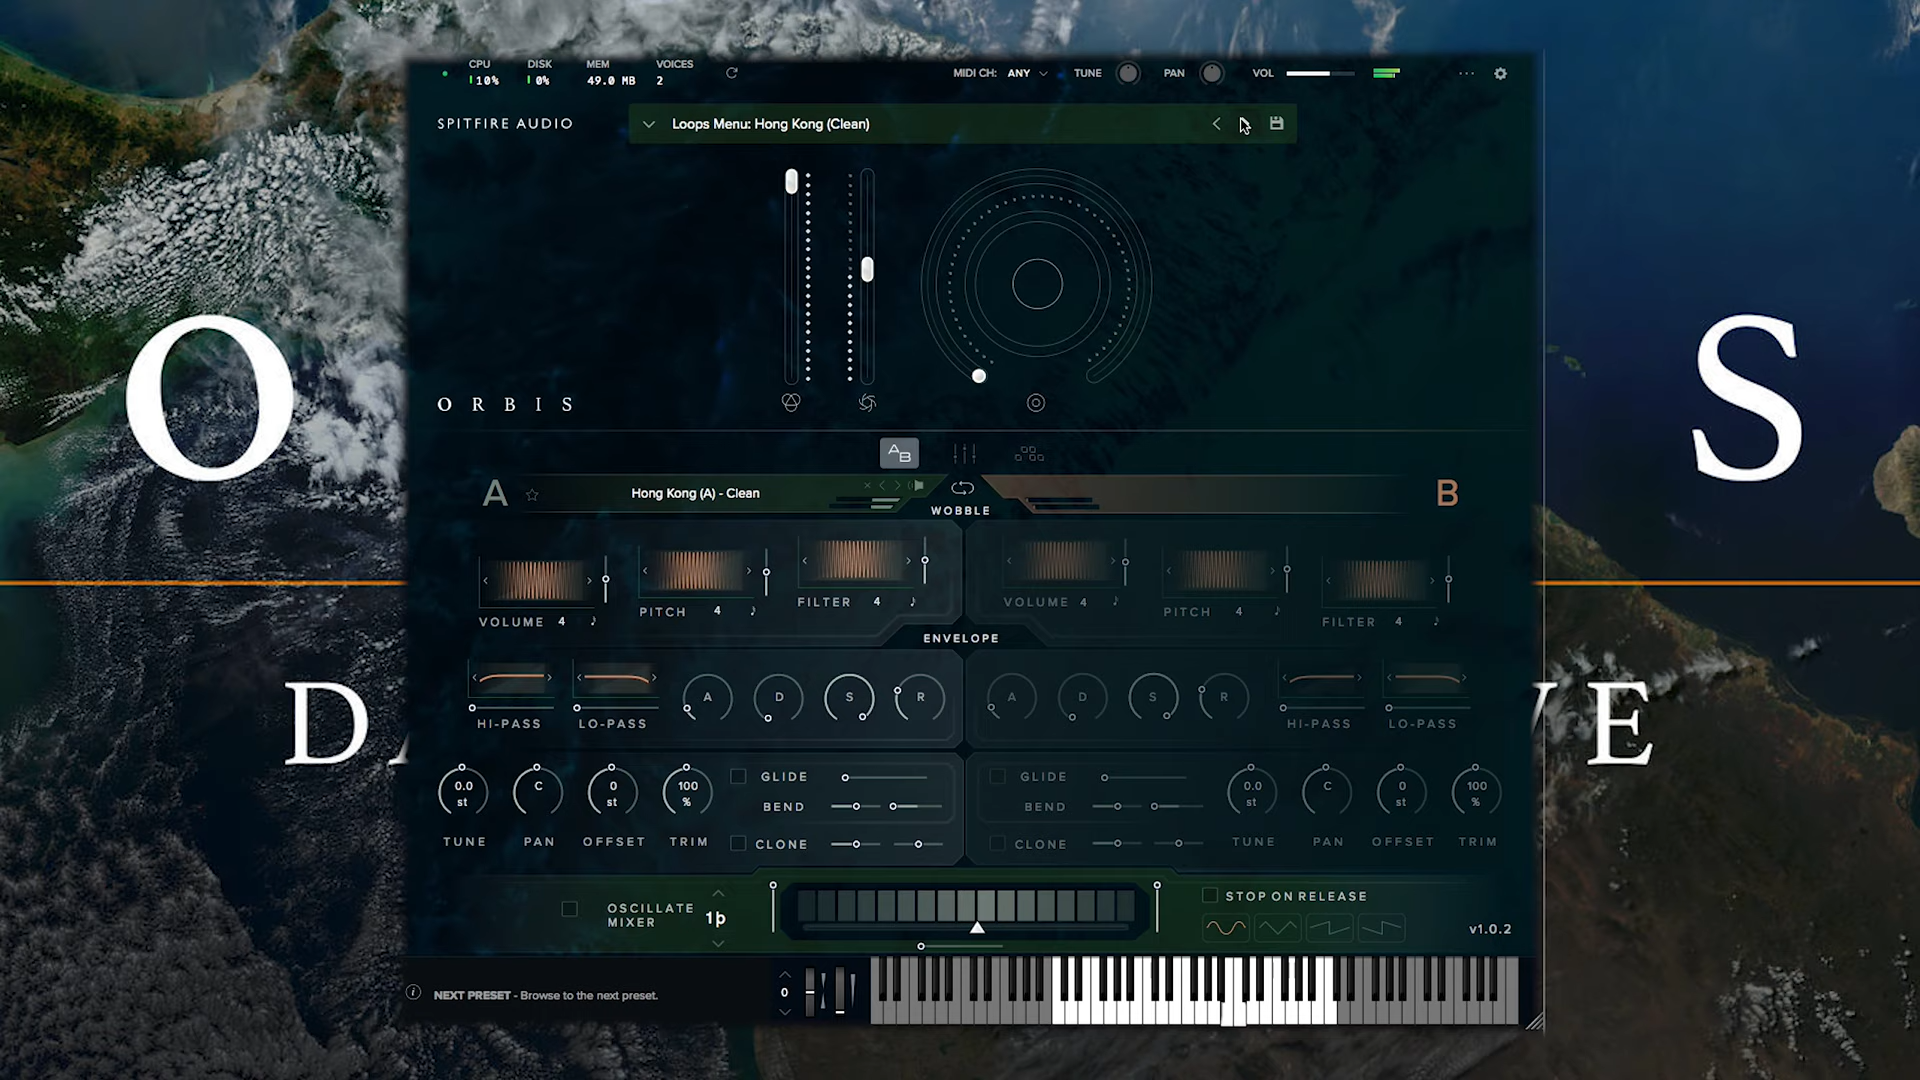 CPU DISK MEM VOICES
10% 0% 49.0 MB 2
MIDI CH: ANY TUNE PAN VOL
SPITFIRE AUDIO
Loops Menu: Hong Kong (Clean)
O S
ORBIS
A B
A Hong Kong (A) - Clean B
WOBBLE
VOLUME 4 PITCH 4 FILTER 4 VOLUME 4 PITCH 4 FILTER 4
ENVELOPE
D E
A D S R A D S R
HI-PASS LO-PASS HI-PASS LO-PASS
0.0 st C 0 st 100 % GLIDE GLIDE 0.0 st C 0 st 100 %
BEND BEND
TUNE PAN OFFSET TRIM CLONE CLONE TUNE PAN OFFSET TRIM
OSCILLATE MIXER
STOP ON RELEASE
v1.0.2
NEXT PRESET - Browse to the next preset.
0